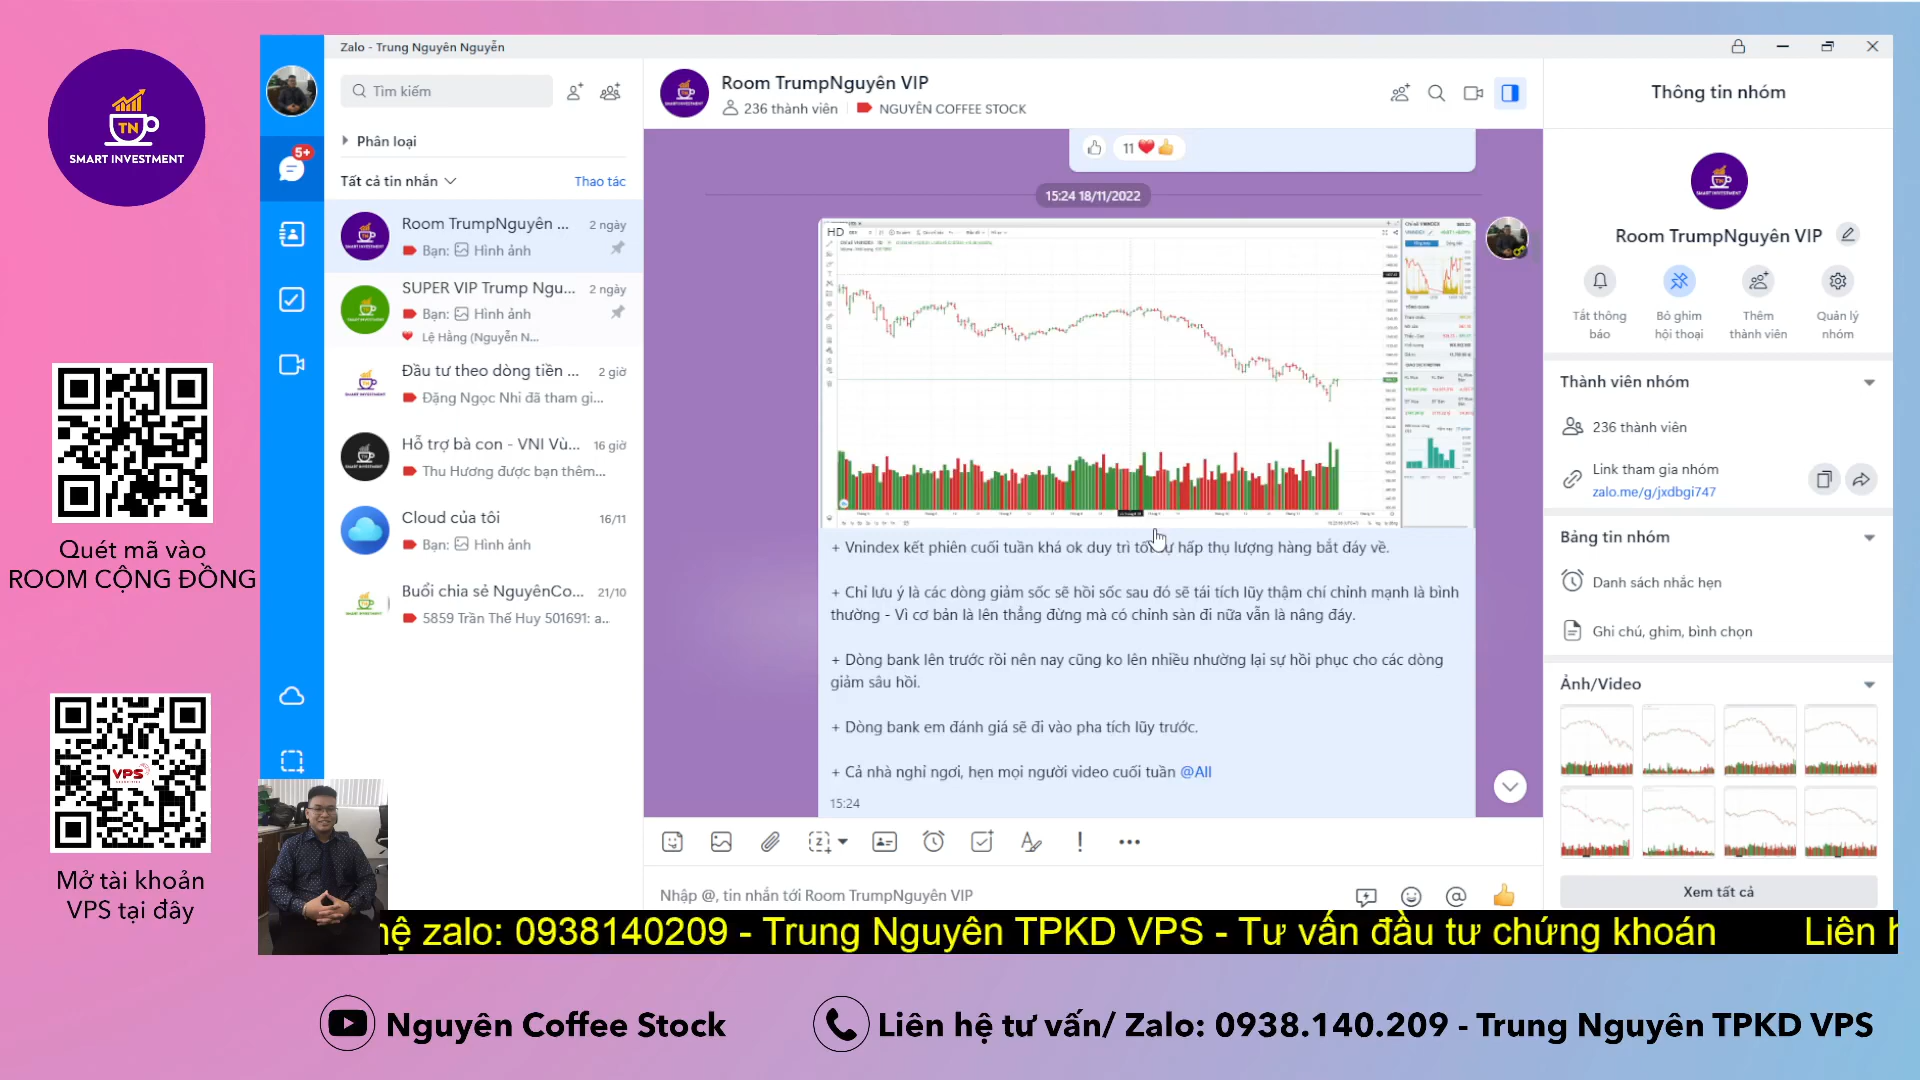 TN
SMART INVESTMENT
Quét mã vào
ROOM CỘNG ĐỒNG
VPS
Mở tài khoản
VPS tại đây
Zalo - Trung Nguyên Nguyễn
5+
Tìm kiếm
Phân loại
Tất cả tin nhắn
Thao tác
Room TrumpNguyên ...
2 ngày
Bạn: Hình ảnh
SUPER VIP Trump Ngu...
2 ngày
Bạn: Hình ảnh
Lệ Hằng (Nguyễn N...
Đầu tư theo dòng tiền ...
2 giờ
Đặng Ngọc Nhi đã tham gi...
Hỗ trợ bà con - VNI Vù...
16 giờ
Thu Hương được bạn thêm...
Cloud của tôi
16/11
Bạn: Hình ảnh
Buổi chia sẻ NguyênCo...
21/10
5859 Trần Thế Huy 501691: a..
Room TrumpNguyên VIP
236 thành viên
NGUYÊN COFFEE STOCK
11
15:24 18/11/2022
HD
+ Vnindex kết phiên cuối tuần khá ok duy trì tốt sự hấp thụ lượng hàng bắt đáy về.
+ Chỉ lưu ý là các dòng giảm sốc sẽ hồi sốc sau đó sẽ tái tích lũy thậm chí chỉnh mạnh là bình
thường - Vì cơ bản là lên thẳng đừng mà có chỉnh sàn đi nữa vẫn là nâng đáy.
+ Dòng bank lên trước rồi nên nay cũng ko lên nhiều nhường lại sự hồi phục cho các dòng
giảm sâu hồi.
+ Dòng bank em đánh giá sẽ đi vào pha tích lũy trước.
+ Cả nhà nghỉ ngơi, hẹn mọi người video cuối tuần @All
15:24
Nhập @, tin nhắn tới Room TrumpNguyên VIP
Thông tin nhóm
Room TrumpNguyên VIP
Tắt thông
báo
Bỏ ghim
hội thoại
Thêm
thành viên
Quản lý
nhóm
Thành viên nhóm
236 thành viên
Link tham gia nhóm
zalo.me/g/jxdbgi747
Bảng tin nhóm
Danh sách nhắc hẹn
Ghi chú, ghim, bình chọn
Ảnh/Video
Xem tất cả
hệ zalo: 0938140209 - Trung Nguyên TPKD VPS - Tư vấn đầu tư chứng khoán Liên h
Nguyên Coffee Stock
Liên hệ tư vấn/ Zalo: 0938.140.209 - Trung Nguyên TPKD VPS